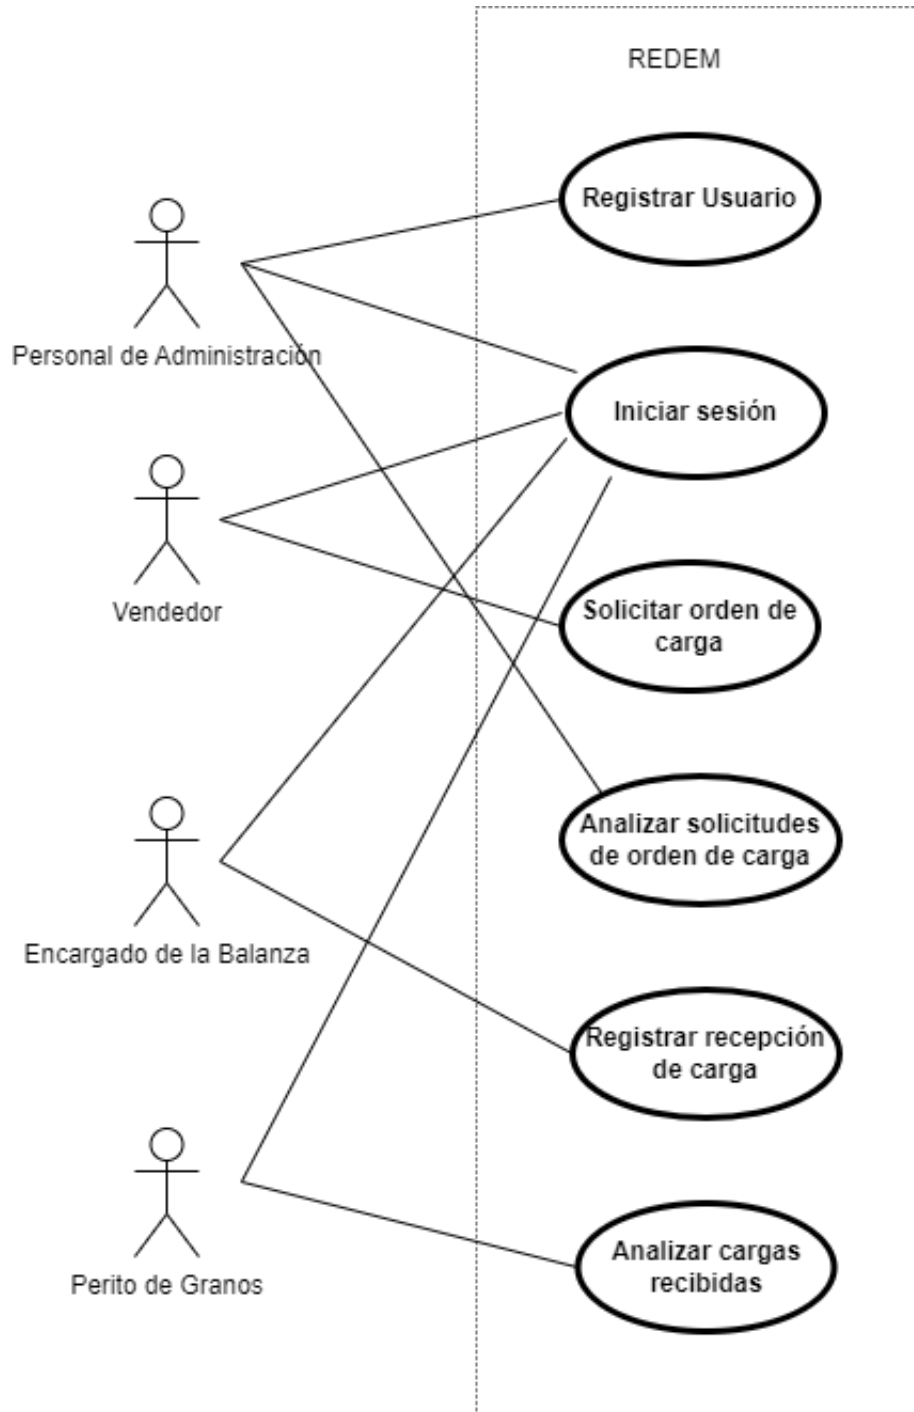 REDEM
Registrar Usuario
Personal de Administración
Iniciar sesión
Vendedor
Solicitar orden de
carga
Analizar solicitudes
de orden de carga
Encargado de la Balanza
Registrar recepción
de carga
Perito de Granos
Analizar cargas
recibidas